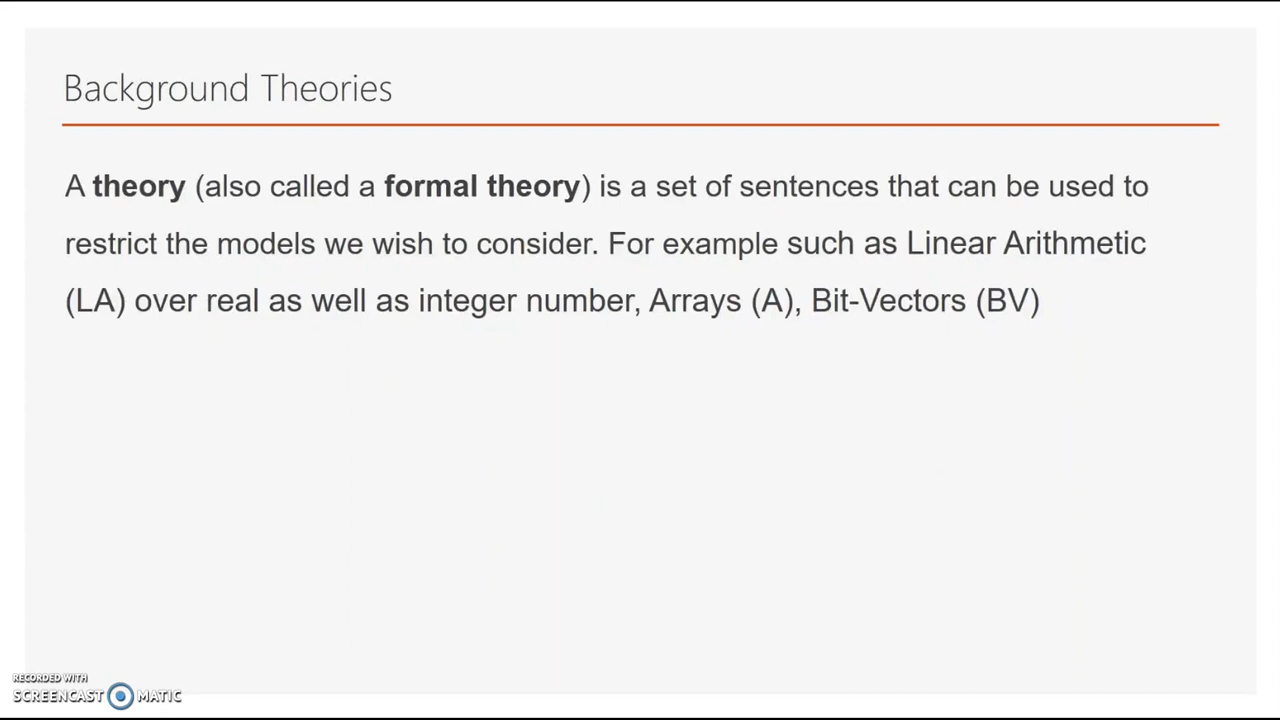 Background Theories
A theory (also called a formal theory) is a set of sentences that can be used to
restrict the models we wish to consider. For example such as Linear Arithmetic
(LA) over real as well as integer number, Arrays (A), Bit-Vectors (BV)
RECORDED WITH
SCREENCAST MATIC